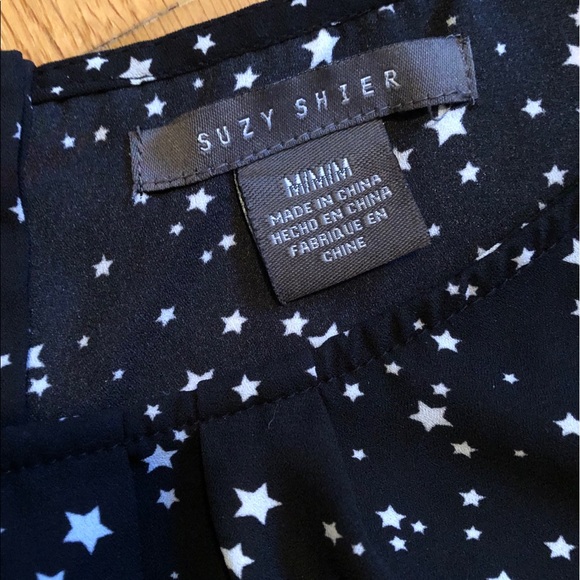 SUZY SHIER
M/M/M
MADE IN CHINA
HECHO EN CHINA
FABRIQUE EN
CHINE